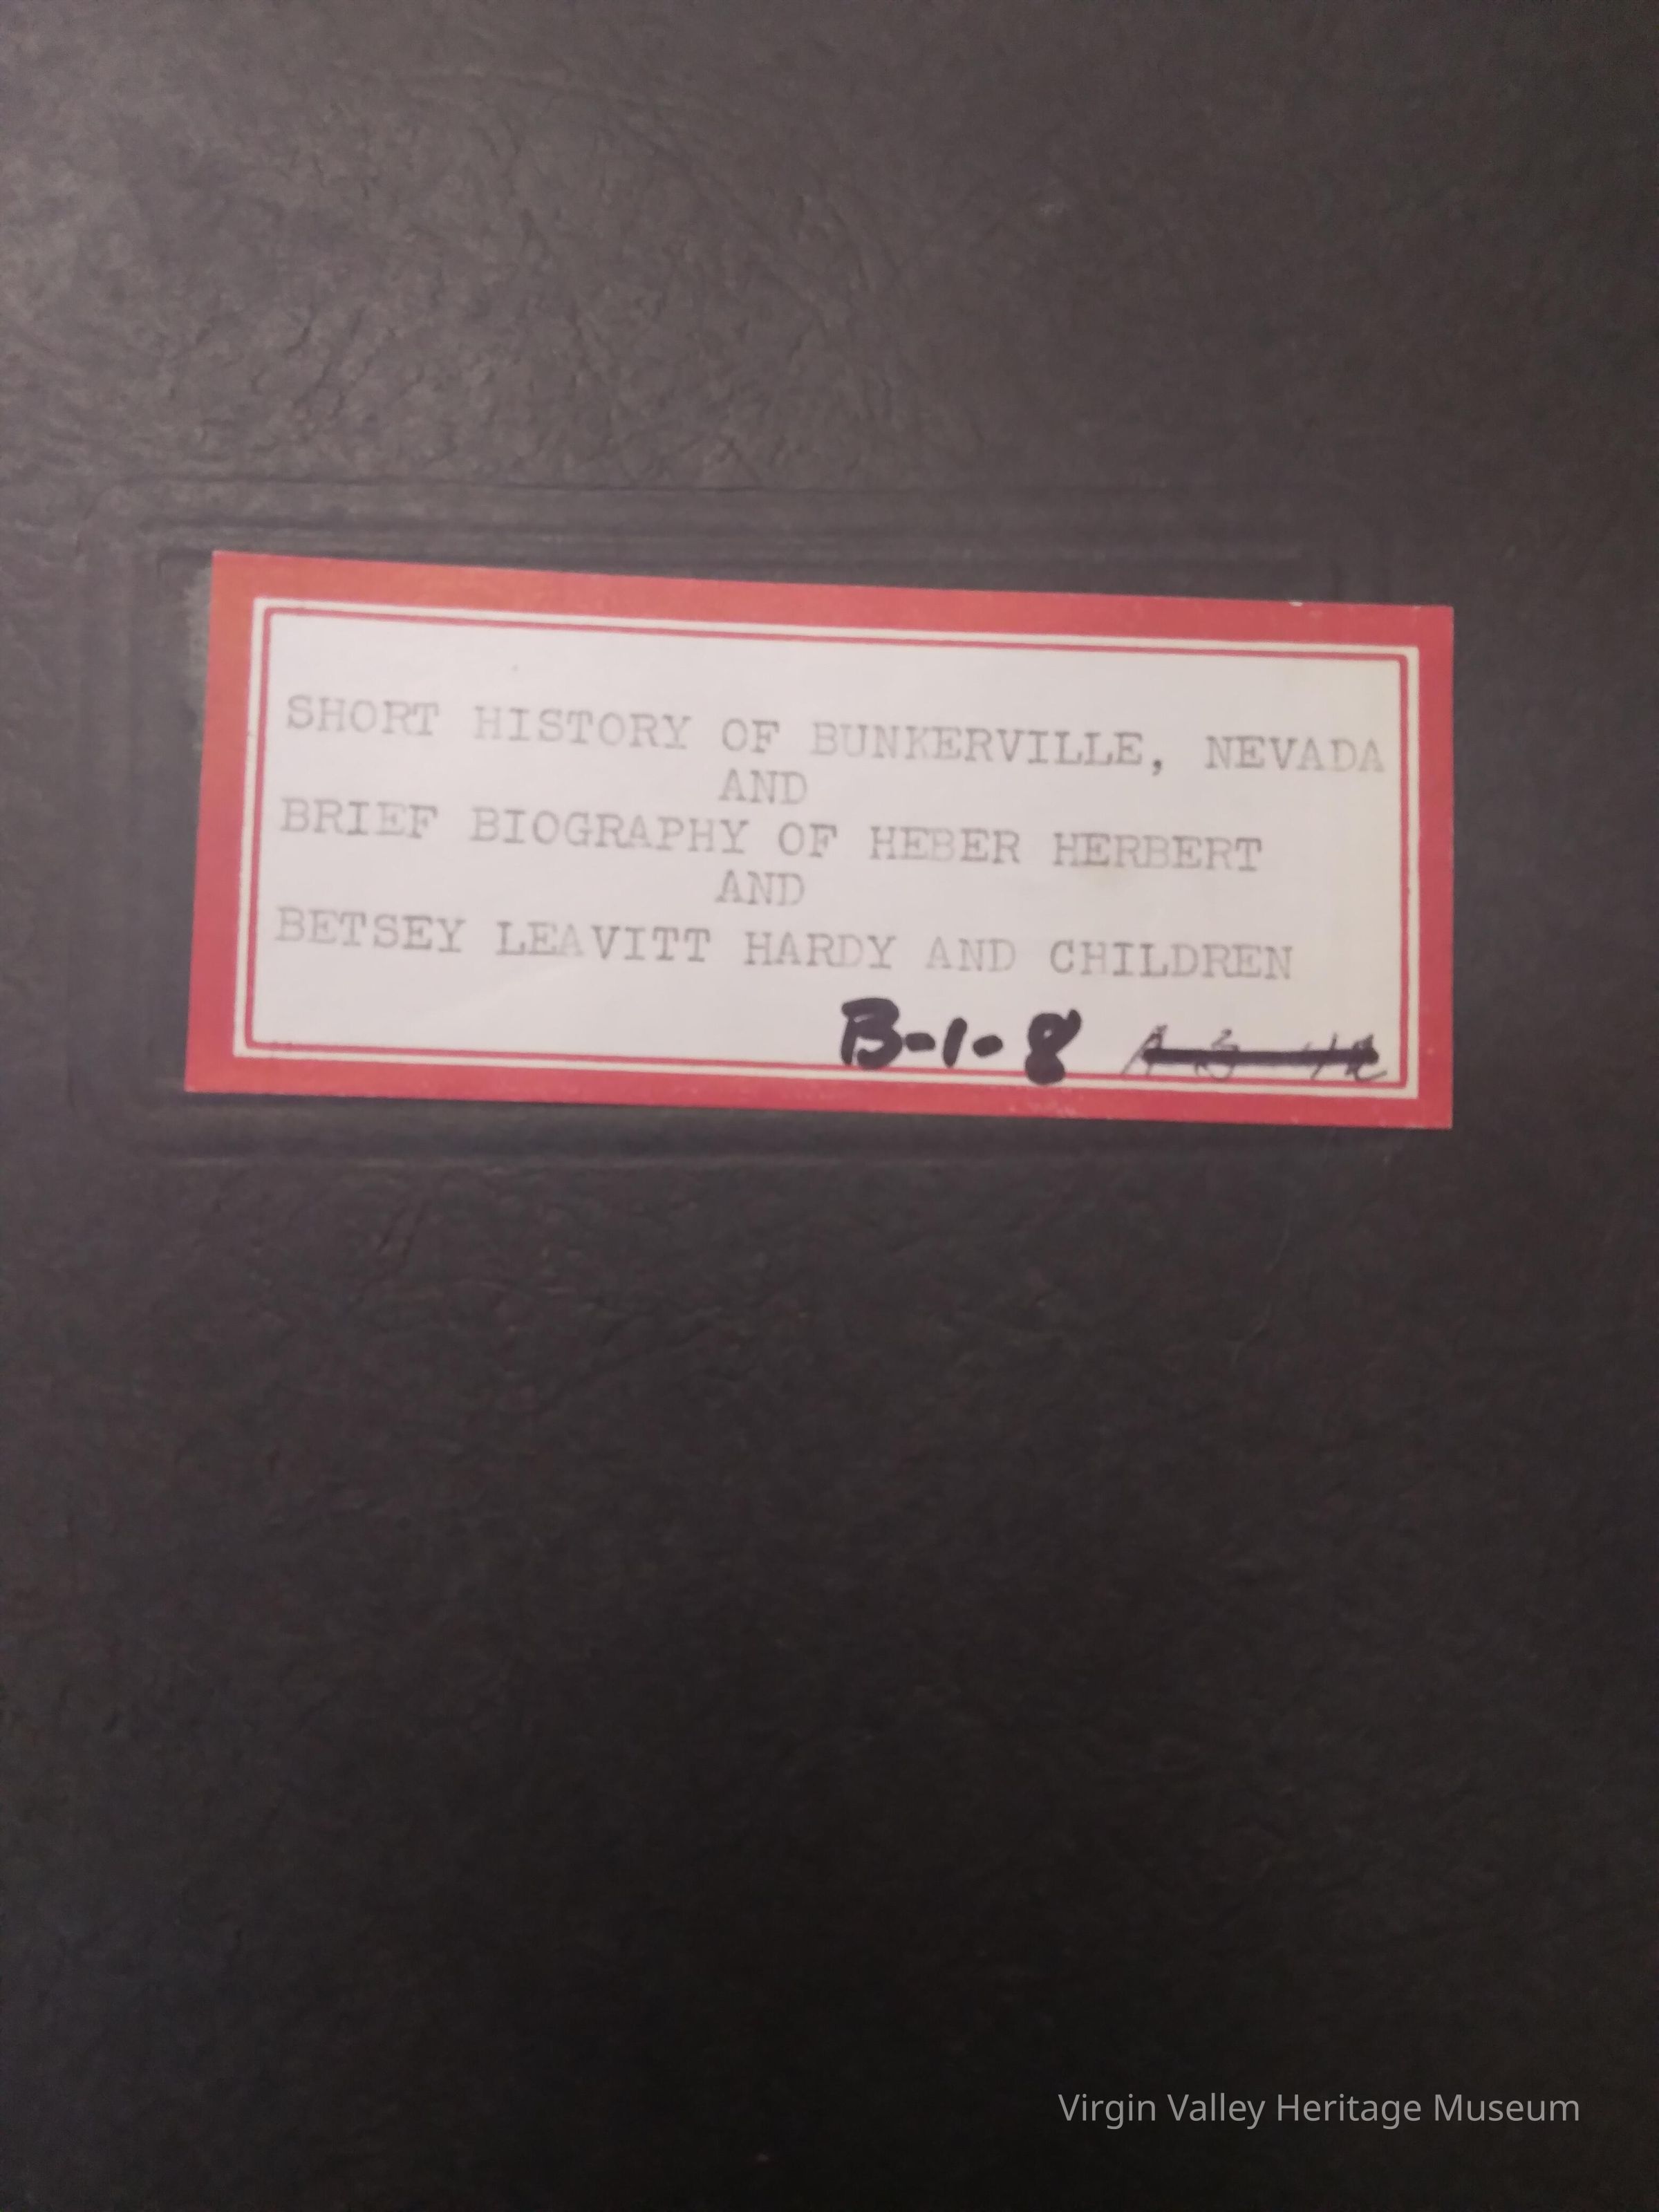 SHORT HISTORY OF BUNKERVILLE, NEVADA
AND
BRIEF BIOGRAPHY OF HEBER HERBERT
AND
BETSEY LEAVITT HARDY AND CHILDREN
B-1-8
Virgin Valley Heritage Museum